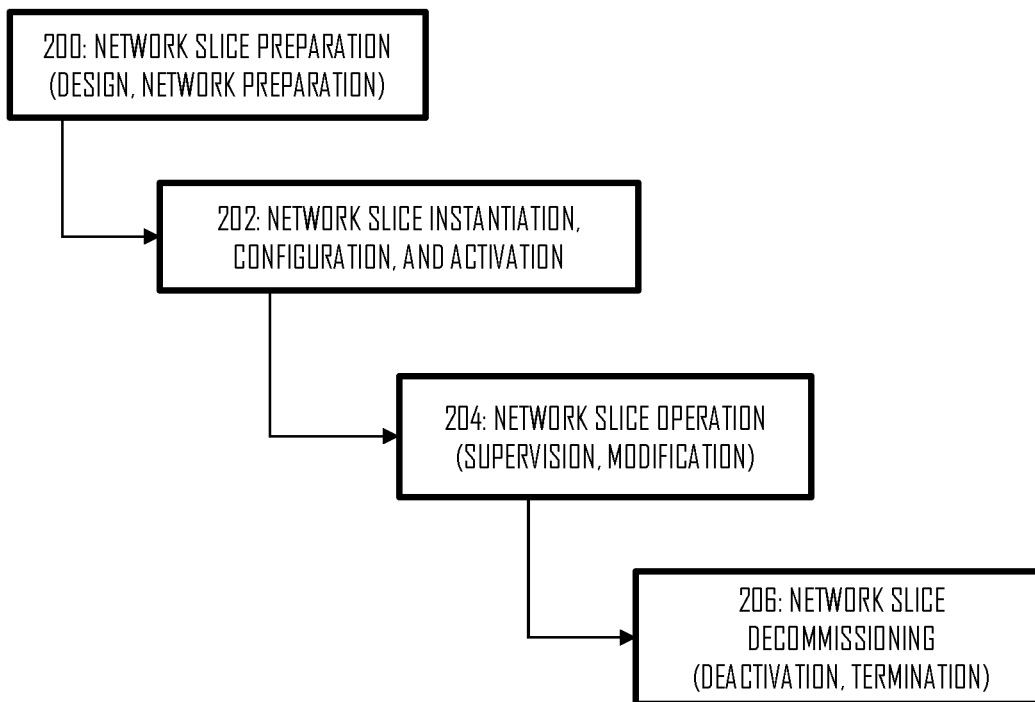 200: NETWORK SLICE PREPARATION
(DESIGN, NETWORK PREPARATION)
202: NETWORK SLICE INSTANTIATION,
CONFIGURATION, AND ACTIVATION
204: NETWORK SLICE OPERATION
(SUPERVISION, MODIFICATION)
206: NETWORK SLICE
DECOMMISSIONING
(DEACTIVATION, TERMINATION)